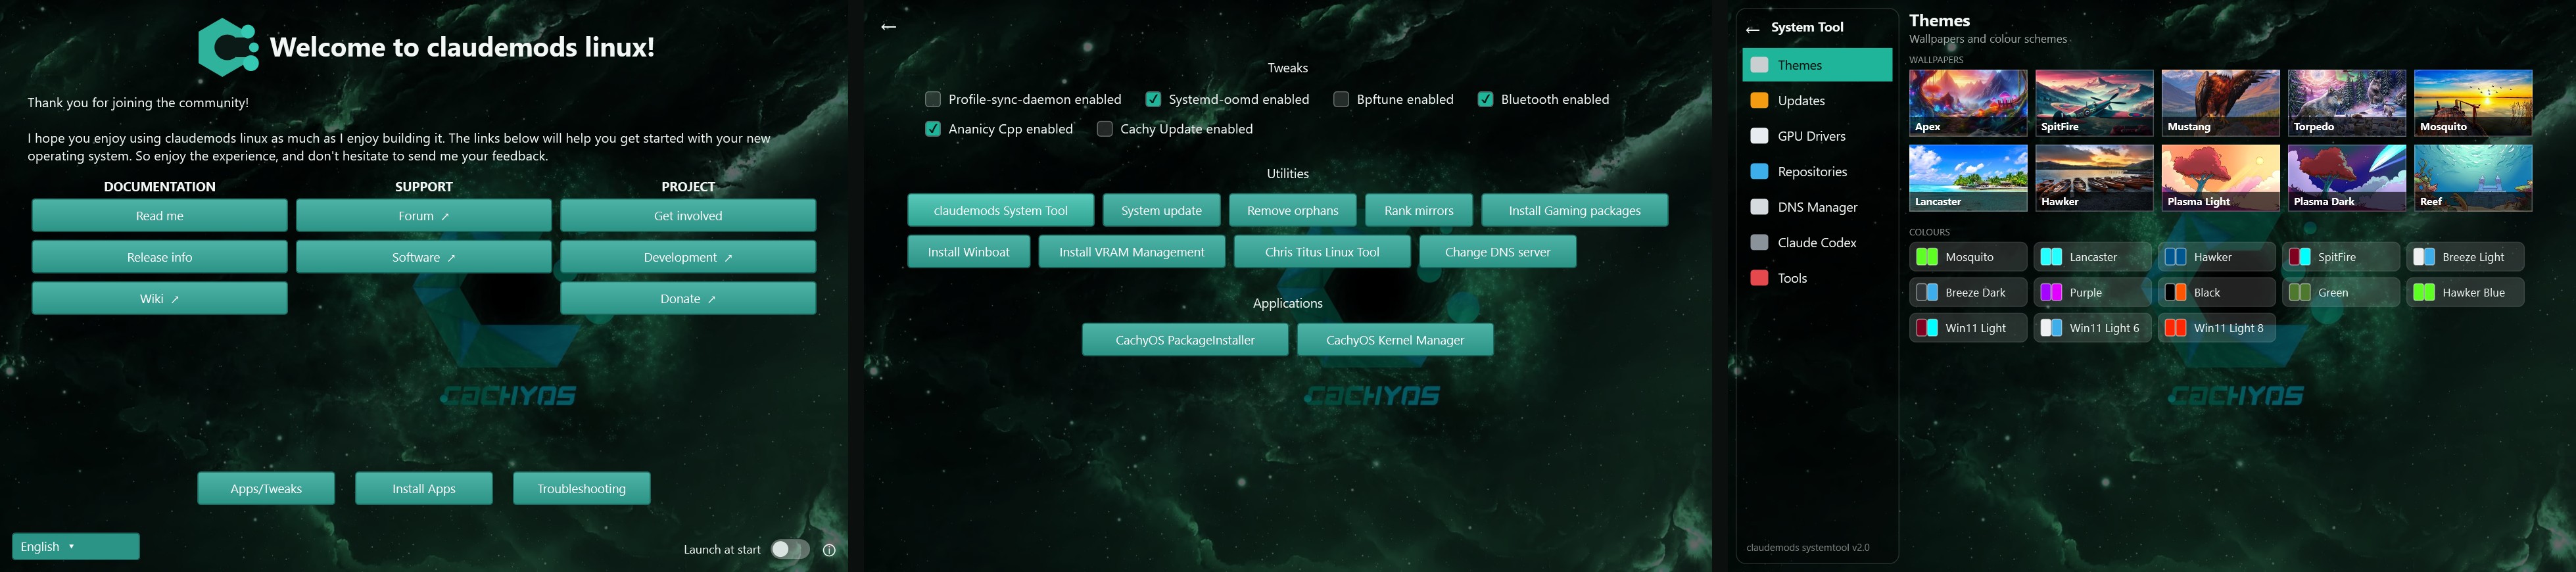 Welcome to claudemods linux!
Thank you for joining the community!
I hope you enjoy using claudemods linux as much as I enjoy building it. The links below will help you get started with your new
operating system. So enjoy the experience, and don't hesitate to send me your feedback.
DOCUMENTATION
SUPPORT
PROJECT
Read me
Forum ↗
Get involved
Release info
Software ↗
Development ↗
Wiki ↗
Donate ↗
CACHYOS
Apps/Tweaks
Install Apps
Troubleshooting
English
Launch at start
Tweaks
Profile-sync-daemon enabled
Systemd-oomd enabled
Bpftune enabled
Bluetooth enabled
Ananicy Cpp enabled
Cachy Update enabled
Utilities
claudemods System Tool
System update
Remove orphans
Rank mirrors
Install Gaming packages
Install Winboat
Install VRAM Management
Chris Titus Linux Tool
Change DNS server
Applications
CachyOS PackageInstaller
CachyOS Kernel Manager
CACHYOS
System Tool
Themes
Updates
GPU Drivers
Repositories
DNS Manager
Claude Codex
Tools
claudemods systemtool v2.0
Themes
Wallpapers and colour schemes
WALLPAPERS
Apex
SpitFire
Mustang
Torpedo
Mosquito
Lancaster
Hawker
Plasma Light
Plasma Dark
Reef
COLOURS
Mosquito
Lancaster
Hawker
SpitFire
Breeze Light
Breeze Dark
Purple
Black
Green
Hawker Blue
Win11 Light
Win11 Light 6
Win11 Light 8
CACHYOS